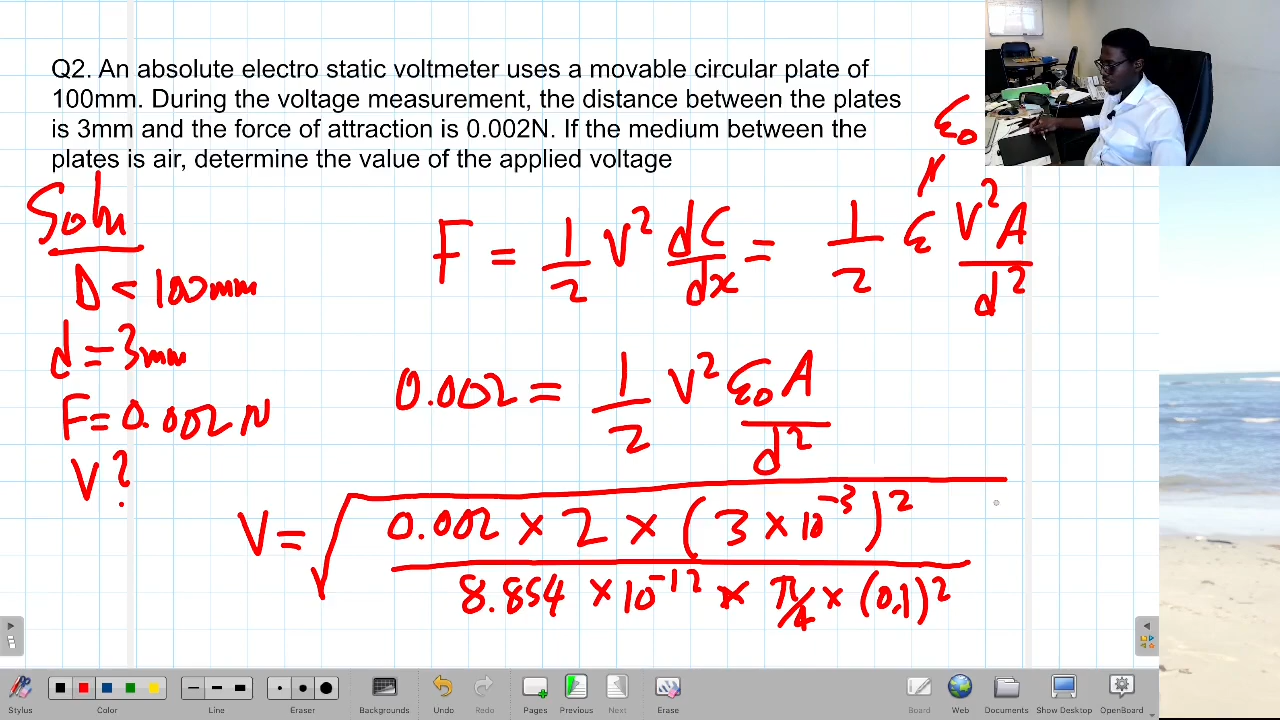 Q2. An absolute electro static voltmeter uses a movable circular plate of
100mm. During the voltage measurement, the distance between the plates
is 3mm and the force of attraction is 0.002N. If the medium between the
plates is air, determine the value of the applied voltage
ε₀
Soln
D = 100mm
d = 3mm
F = 0.002 N
V ?
F = 1/2 V² dC/dx = 1/2 ε V²A/d²
0.002 = 1/2 V² ε₀A/d²
V = √(0.002 × 2 × (3 × 10⁻³)² / 8.854 × 10⁻¹² × π/4 × (0.1)²)
Stylus Color Line Eraser Backgrounds Undo Redo Pages Previous Next Erase Board Web Documents Show Desktop OpenBoard